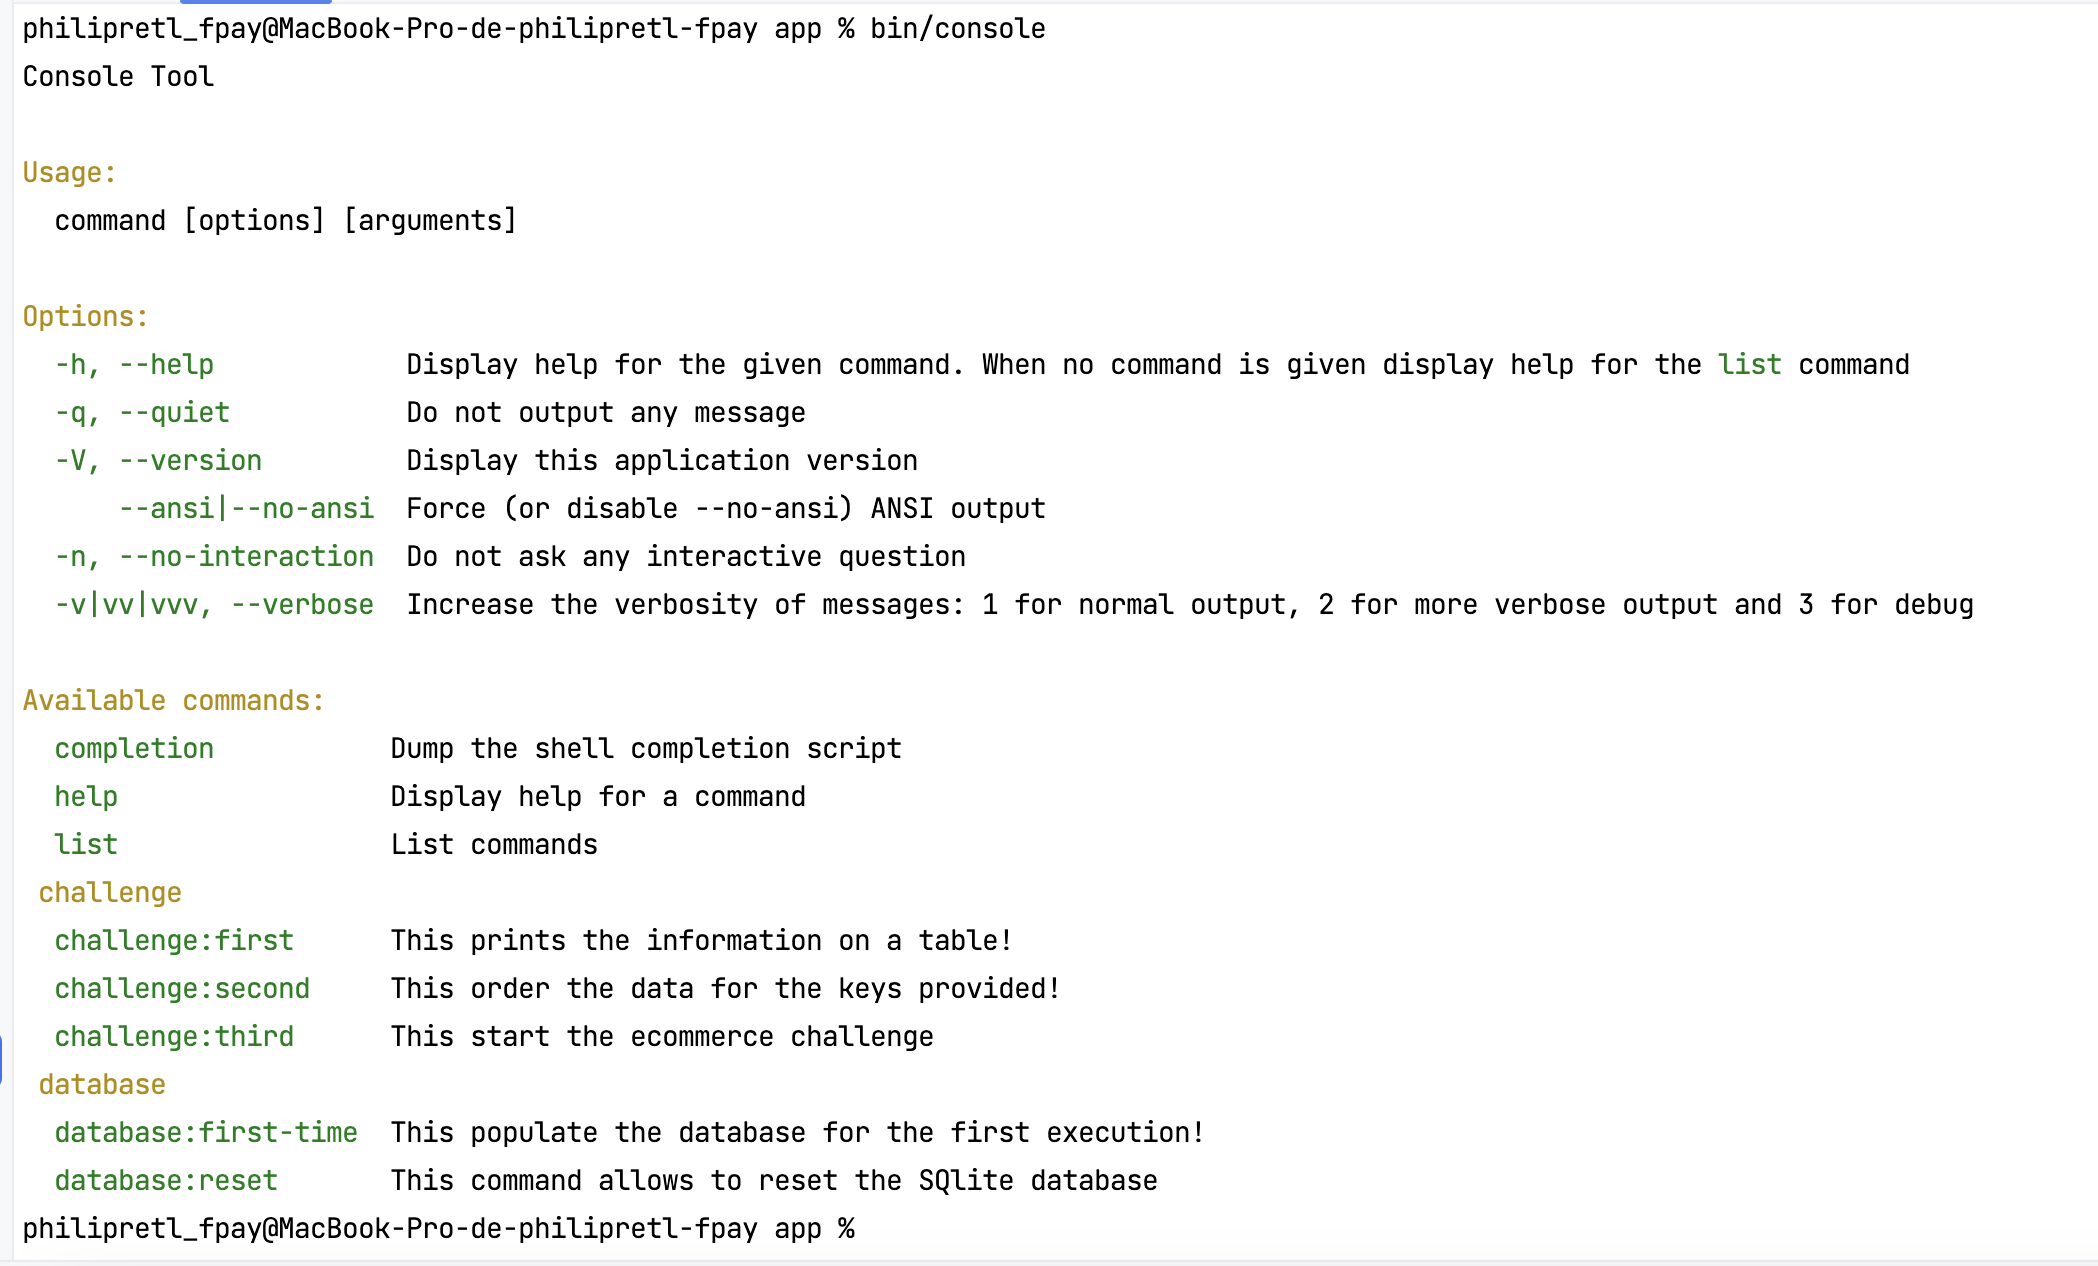 philipretl_fpay@MacBook-Pro-de-philipretl-fpay app % bin/console
Console Tool
Usage:
command [options] [arguments]
Options:
-h, --help Display help for the given command. When no command is given display help for the list command
-q, --quiet Do not output any message
-V, --version Display this application version
--ansi|--no-ansi Force (or disable --no-ansi) ANSI output
-n, --no-interaction Do not ask any interactive question
-v|vv|vvv, --verbose Increase the verbosity of messages: 1 for normal output, 2 for more verbose output and 3 for debug
Available commands:
completion Dump the shell completion script
help Display help for a command
list List commands
challenge
challenge:first This prints the information on a table!
challenge:second This order the data for the keys provided!
challenge:third This start the ecommerce challenge
database
database:first-time This populate the database for the first execution!
database:reset This command allows to reset the SQlite database
philipretl_fpay@MacBook-Pro-de-philipretl-fpay app %